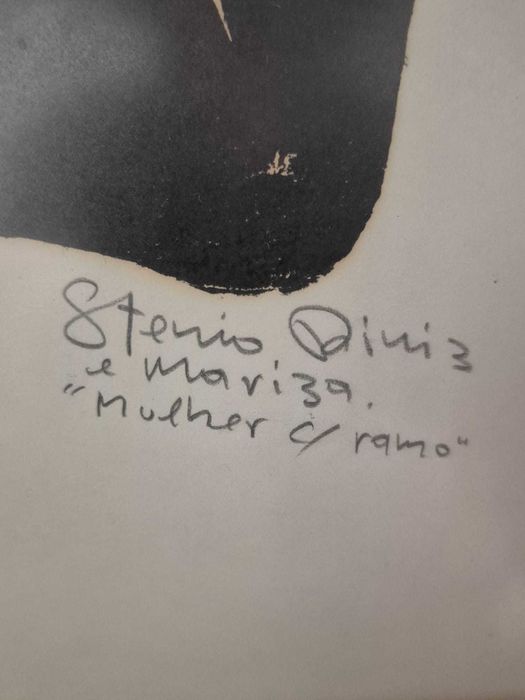 Stenio Diniz
e Mariza.
"Mulher c/ ramo"